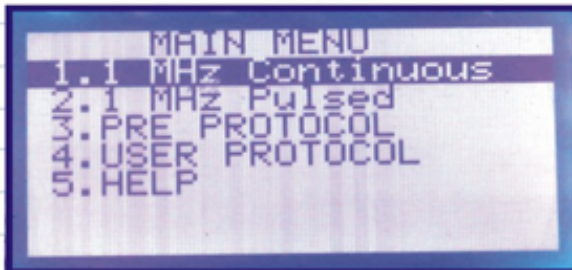 MAIN MENU
1.1 MHz Continuous
2.1 MHz Pulsed
3.PRE PROTOCOL
4.USER PROTOCOL
5.HELP